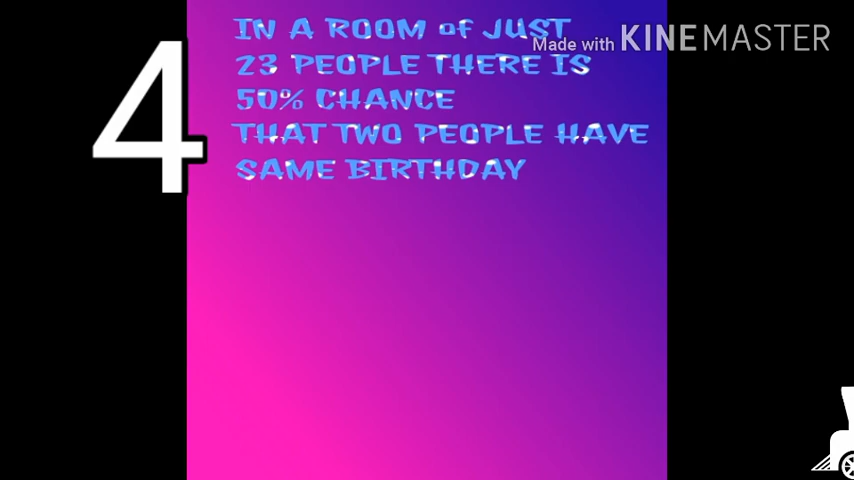 4
IN A ROOM of JUST
Made with KINEMASTER
23 PEOPLE THERE IS
50% CHANCE
THAT TWO PEOPLE HAVE
SAME BIRTHDAY